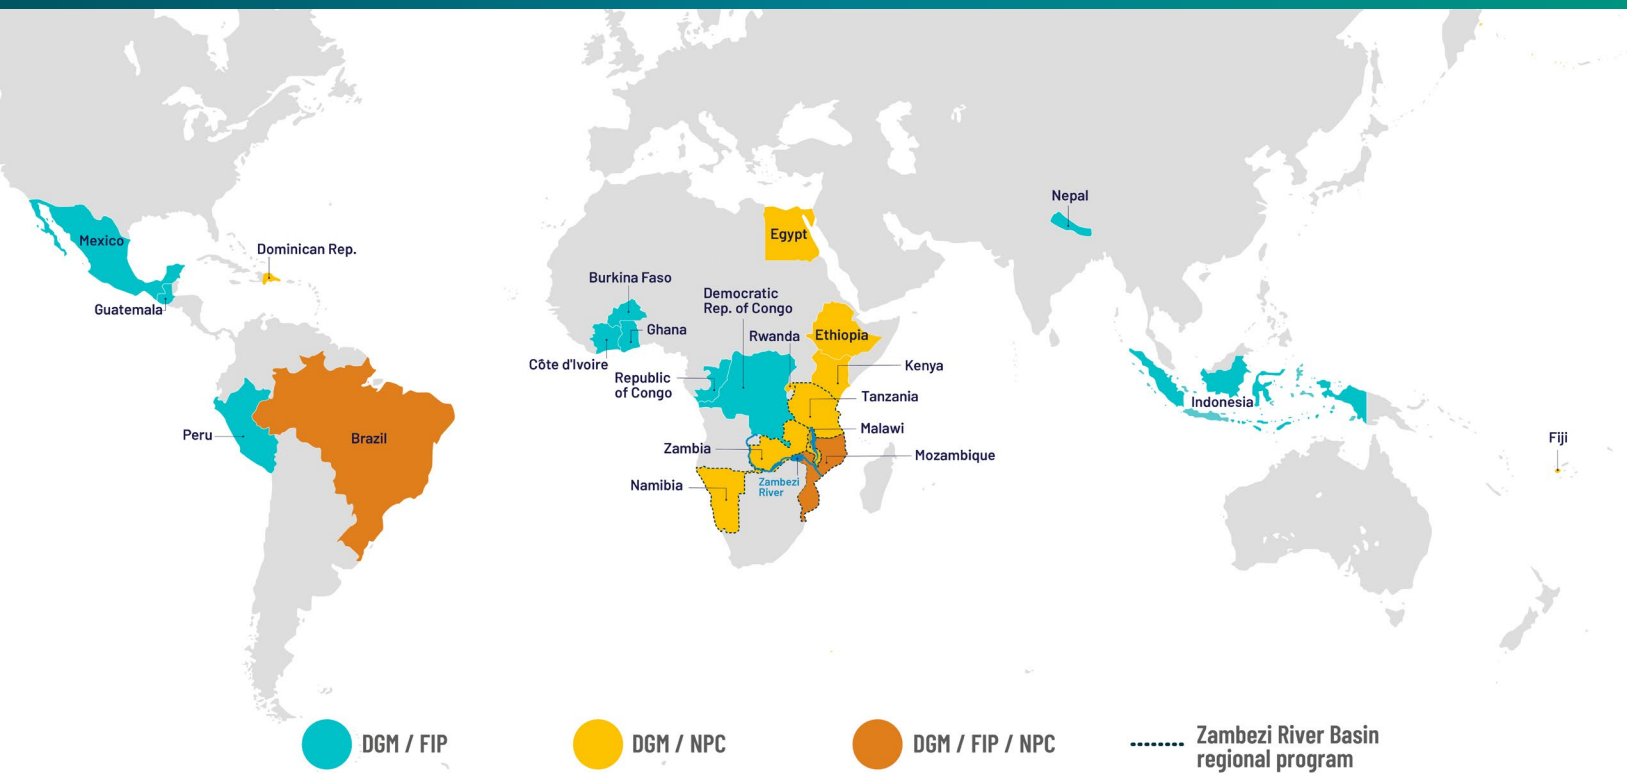 Nepal
Mexico
Dominican Rep.
Egypt
Guatemala
Burkina Faso
Democratic
Rep. of Congo
Ghana
Rwanda
Ethiopia
Côte d'Ivoire
Republic
of Congo
Kenya
Tanzania
Indonesia
Malawi
Peru
Brazil
Fiji
Zambia
Mozambique
Namibia
Zambezi
River
DGM / FIP
DGM / NPC
DGM / FIP / NPC
Zambezi River Basin
regional program